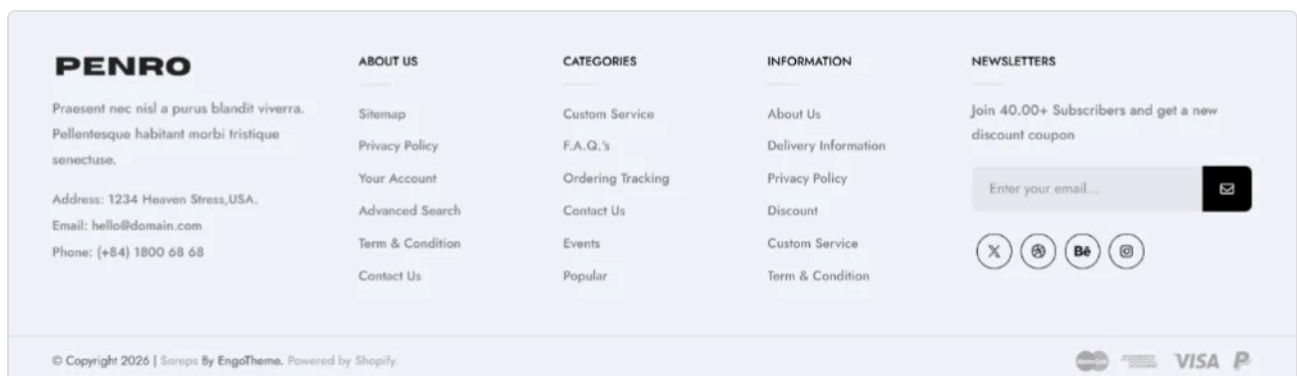 PENRO
Praesent nec nisl a purus blandit viverra.
Pellentesque habitant morbi tristique
senectuse.
Address: 1234 Heaven Stress,USA.
Email: hello@domain.com
Phone: (+84) 1800 68 68
ABOUT US
Sitemap
Privacy Policy
Your Account
Advanced Search
Term & Condition
Contact Us
CATEGORIES
Custom Service
F.A.Q.'s
Ordering Tracking
Contact Us
Events
Popular
INFORMATION
About Us
Delivery Information
Privacy Policy
Discount
Custom Service
Term & Condition
NEWSLETTERS
Join 40.00+ Subscribers and get a new
discount coupon
Enter your email...
Bē
© Copyright 2026 | Soreps By EngoTheme. Powered by Shopify.
VISA